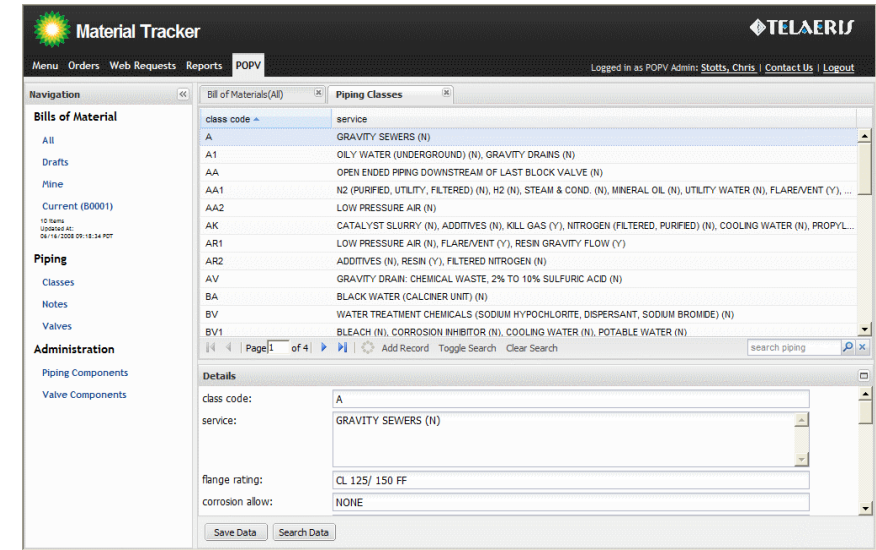 Material Tracker
TELAERIS
Menu Orders Web Requests Reports POPV
Logged in as POPV Admin: Stotts, Chris | Contact Us | Logout
Navigation
Bills of Material
All
Drafts
Mine
Current (B0001)
10 Items
Updated At:
06/16/2008 09:18:34 PDT
Piping
Classes
Notes
Valves
Administration
Piping Components
Valve Components
Bill of Materials(All)
Piping Classes
class code service
A GRAVITY SEWERS (N)
A1 OILY WATER (UNDERGROUND) (N), GRAVITY DRAINS (N)
AA OPEN ENDED PIPING DOWNSTREAM OF LAST BLOCK VALVE (N)
AA1 N2 (PURIFIED, UTILITY, FILTERED) (N), H2 (N), STEAM & COND. (N), MINERAL OIL (N), UTILITY WATER (N), FLARE/VENT (Y), ...
AA2 LOW PRESSURE AIR (N)
AK CATALYST SLURRY (N), ADDITIVES (N), KILL GAS (Y), NITROGEN (FILTERED, PURIFIED) (N), COOLING WATER (N), PROPYL...
AR1 LOW PRESSURE AIR (N), FLARE/VENT (Y), RESIN GRAVITY FLOW (Y)
AR2 ADDITIVES (N), RESIN (Y), FILTERED NITROGEN (N)
AV GRAVITY DRAIN: CHEMICAL WASTE, 2% TO 10% SULFURIC ACID (N)
BA BLACK WATER (CALCINER UNIT) (N)
BV WATER TREATMENT CHEMICALS (SODIUM HYPOCHLORITE, DISPERSANT, SODIUM BROMIDE) (N)
BV1 BLEACH (N), CORROSION INHIBITOR (N), COOLING WATER (N), POTABLE WATER (N)
Page 1 of 4 Add Record Toggle Search Clear Search search piping
Details
class code: A
service: GRAVITY SEWERS (N)
flange rating: CL 125/ 150 FF
corrosion allow: NONE
Save Data Search Data